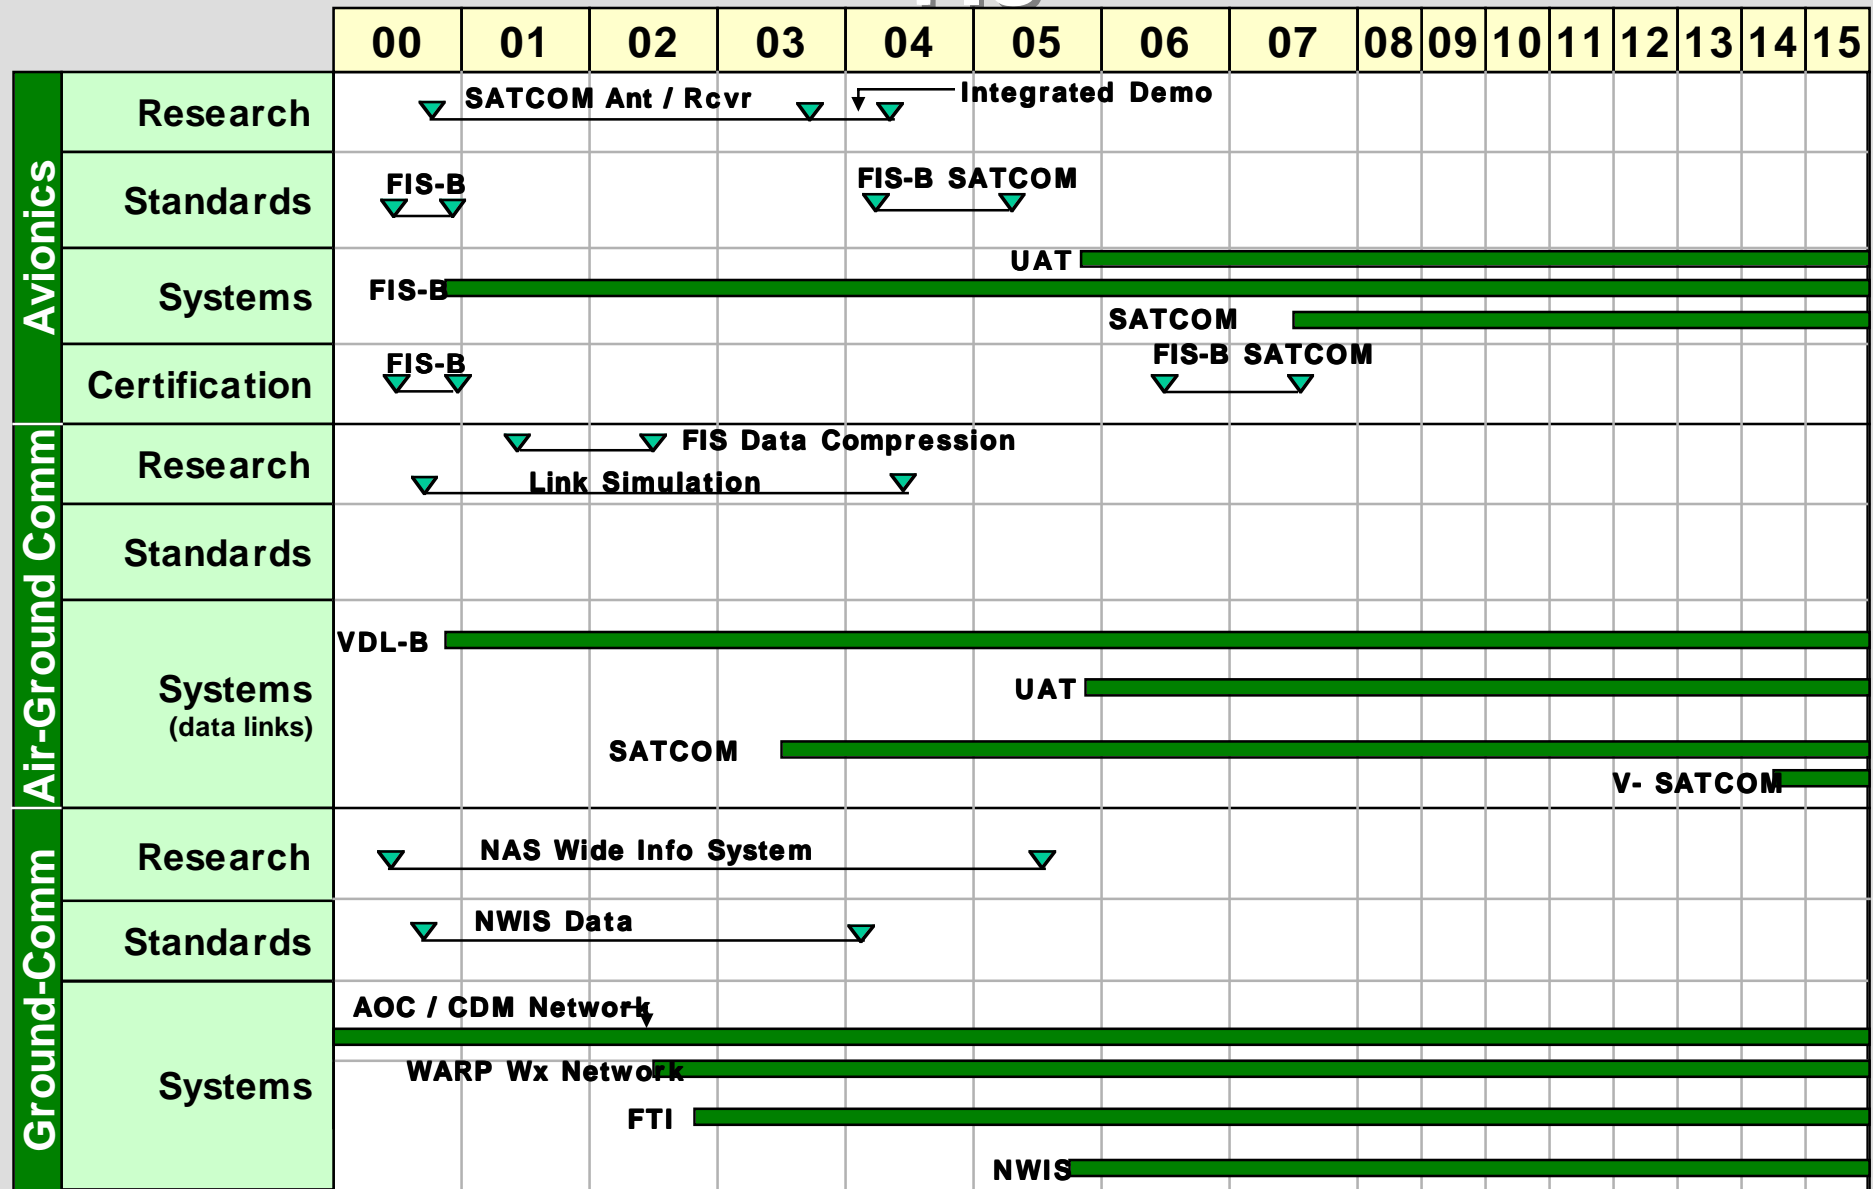 00 01 02 03 04 05 06 07 08 09 10 11 12 13 14 15
Avionics
Research
SATCOM Ant / Rcvr
Integrated Demo
Standards
FIS-B
FIS-B SATCOM
Systems
UAT
FIS-B
SATCOM
Certification
FIS-B
FIS-B SATCOM
Air-Ground Comm
Research
FIS Data Compression
Link Simulation
Standards
Systems
(data links)
VDL-B
UAT
SATCOM
V- SATCOM
Ground-Comm
Research
NAS Wide Info System
Standards
NWIS Data
Systems
AOC / CDM Network
WARP Wx Network
FTI
NWIS